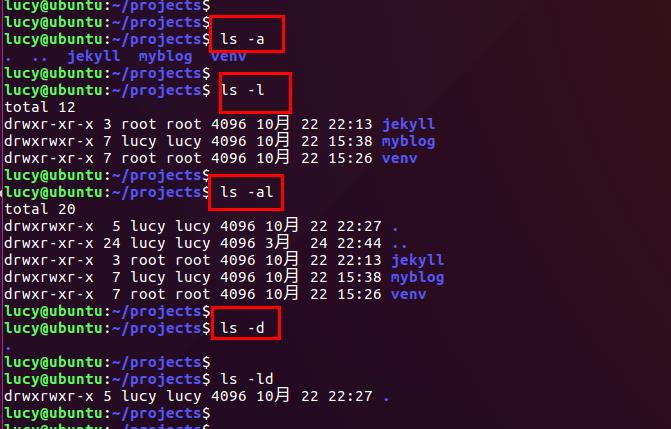 lucy@ubuntu:~/projects$
lucy@ubuntu:~/projects$
lucy@ubuntu:~/projects$ ls -a
.  ..  jekyll  myblog  venv
lucy@ubuntu:~/projects$
lucy@ubuntu:~/projects$ ls -l
total 12
drwxr-xr-x 3 root root 4096 10月 22 22:13 jekyll
drwxrwxr-x 7 lucy lucy 4096 10月 22 15:38 myblog
drwxr-xr-x 7 root root 4096 10月 22 15:26 venv
lucy@ubuntu:~/projects$
lucy@ubuntu:~/projects$ ls -al
total 20
drwxrwxr-x  5 lucy lucy 4096 10月 22 22:27 .
drwxr-xr-x 24 lucy lucy 4096 3月  24 22:44 ..
drwxr-xr-x  3 root root 4096 10月 22 22:13 jekyll
drwxrwxr-x  7 lucy lucy 4096 10月 22 15:38 myblog
drwxr-xr-x  7 root root 4096 10月 22 15:26 venv
lucy@ubuntu:~/projects$
lucy@ubuntu:~/projects$ ls -d
.
lucy@ubuntu:~/projects$
lucy@ubuntu:~/projects$ ls -ld
drwxrwxr-x 5 lucy lucy 4096 10月 22 22:27 .
lucy@ubuntu:~/projects$
lucy@ubuntu:~/projects$